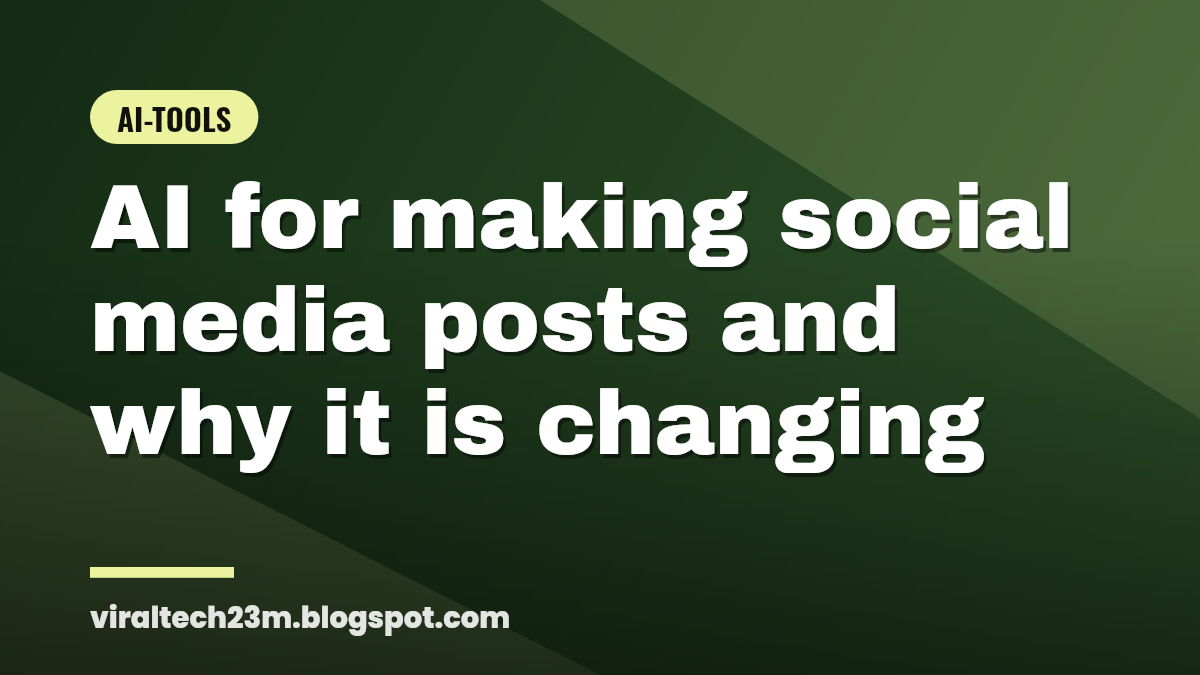 AI-TOOLS
AI for making social
media posts and
why it is changing
viraltech23m.blogspot.com